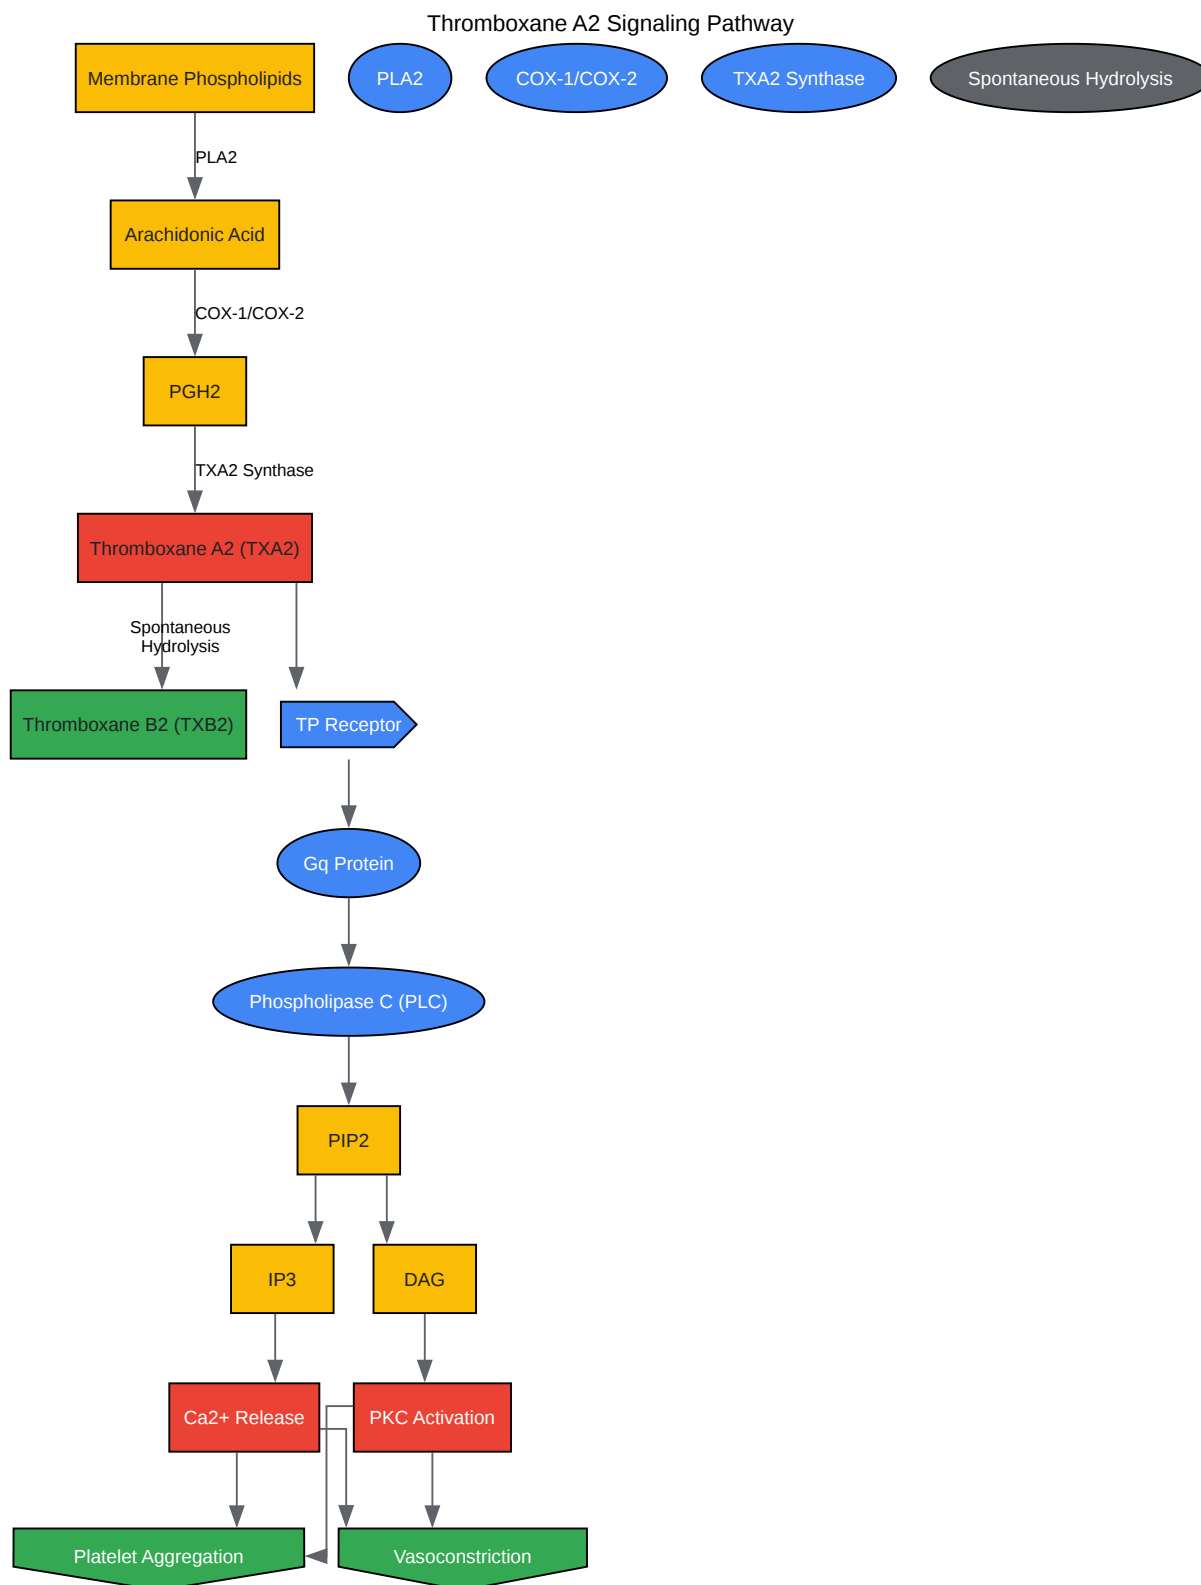 Thromboxane A2 Signaling Pathway
Membrane Phospholipids
PLA2
COX-1/COX-2
TXA2 Synthase
Spontaneous Hydrolysis
PLA2
Arachidonic Acid
COX-1/COX-2
PGH2
TXA2 Synthase
Thromboxane A2 (TXA2)
Spontaneous
Hydrolysis
Thromboxane B2 (TXB2)
TP Receptor
Gq Protein
Phospholipase C (PLC)
PIP2
IP3
DAG
Ca2+ Release
PKC Activation
Platelet Aggregation
Vasoconstriction